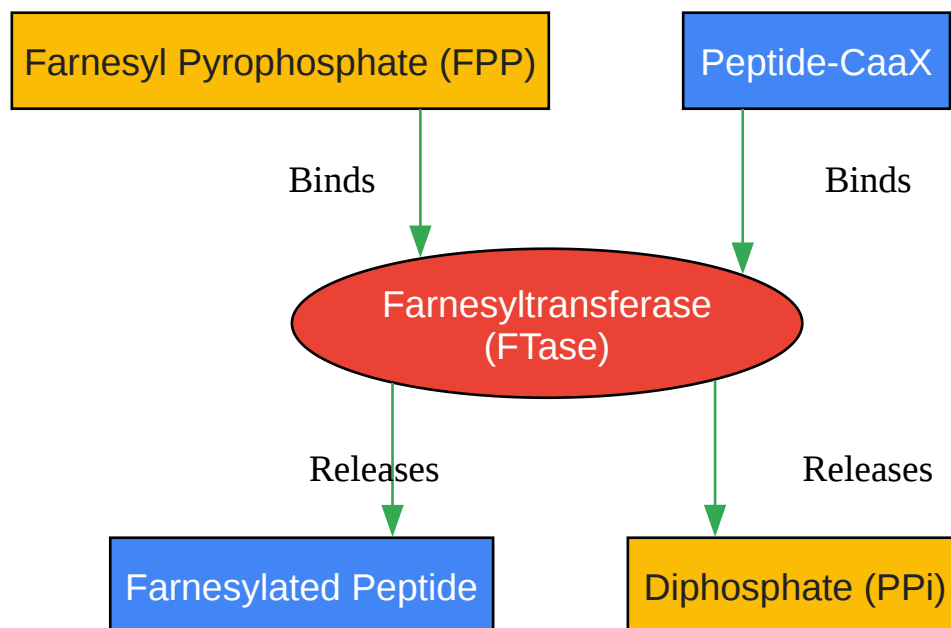 Farnesyl Pyrophosphate (FPP)
Peptide-CaaX
Binds
Binds
Farnesyltransferase
(FTase)
Releases
Releases
Farnesylated Peptide
Diphosphate (PPi)